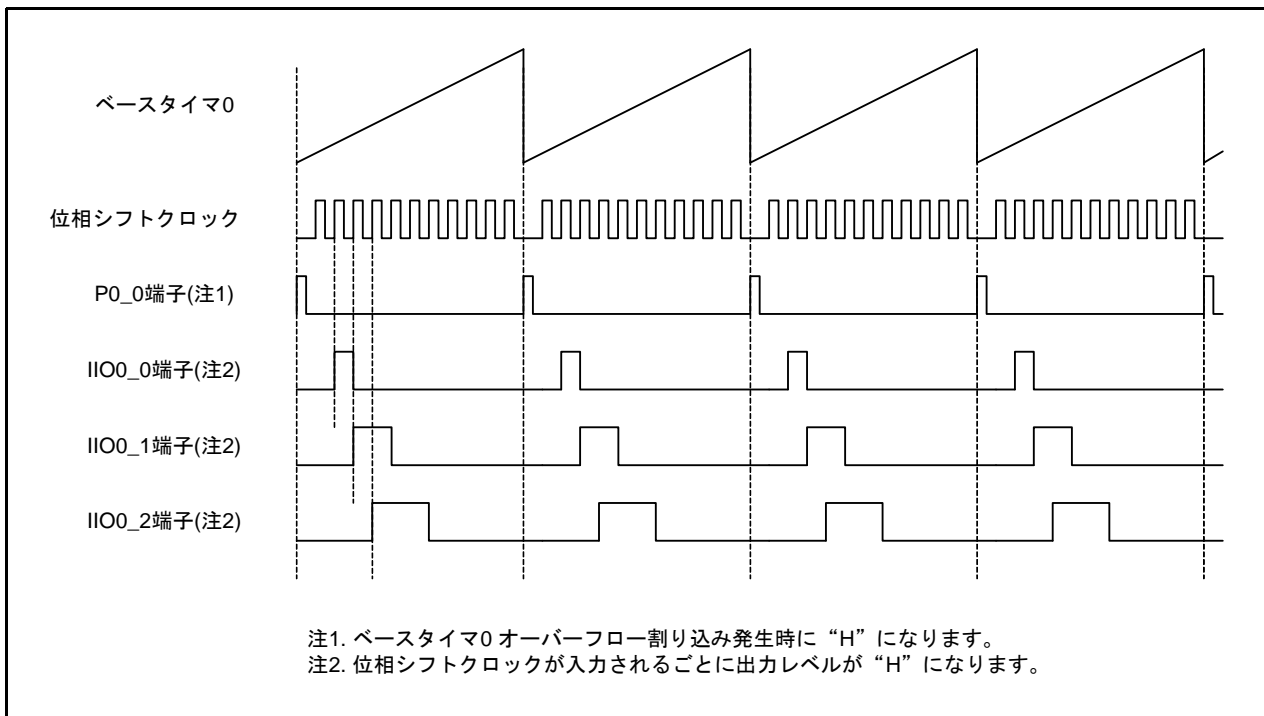 ベースタイマ0
位相シフトクロック
P0_0端子(注1)
IIO0_0端子(注2)
IIO0_1端子(注2)
IIO0_2端子(注2)
注1. ベースタイマ0 オーバーフロー割り込み発生時に“H”になります。
注2. 位相シフトクロックが入力されるごとに出力レベルが“H”になります。